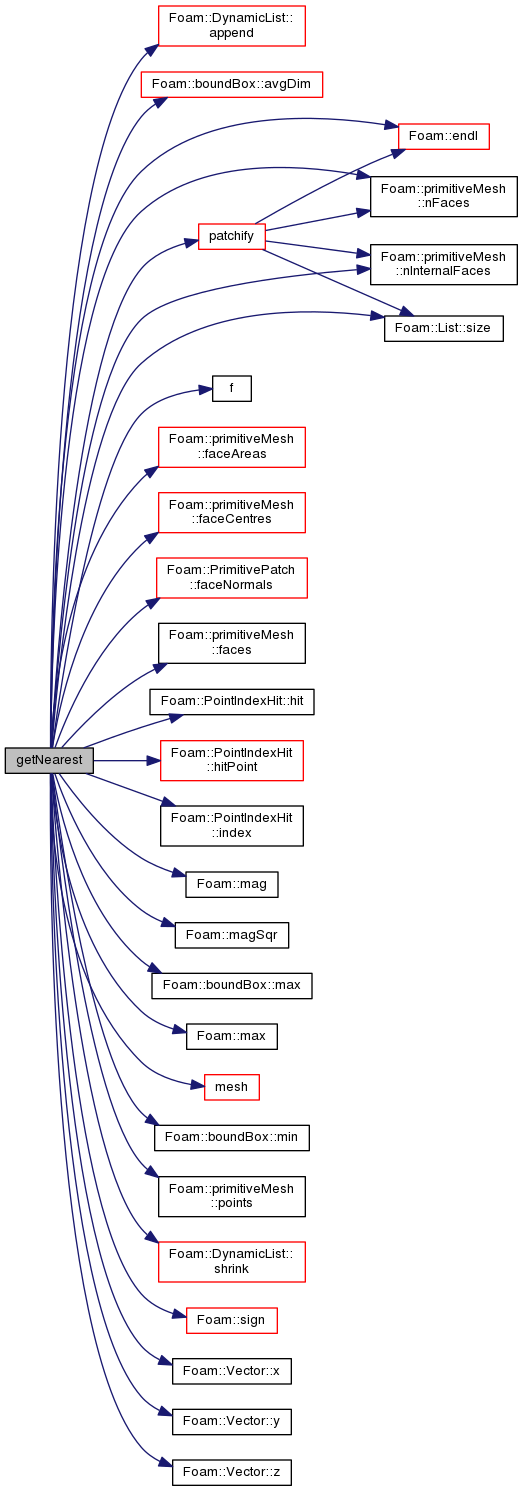 Foam::DynamicList::
append
Foam::boundBox::avgDim
Foam::endl
Foam::primitiveMesh
::nFaces
patchify
Foam::primitiveMesh
::nInternalFaces
Foam::List::size
f
Foam::primitiveMesh
::faceAreas
Foam::primitiveMesh
::faceCentres
Foam::PrimitivePatch
::faceNormals
Foam::primitiveMesh
::faces
Foam::PointIndexHit::hit
getNearest
Foam::PointIndexHit
::hitPoint
Foam::PointIndexHit
::index
Foam::mag
Foam::magSqr
Foam::boundBox::max
Foam::max
mesh
Foam::boundBox::min
Foam::primitiveMesh
::points
Foam::DynamicList::
shrink
Foam::sign
Foam::Vector::x
Foam::Vector::y
Foam::Vector::z